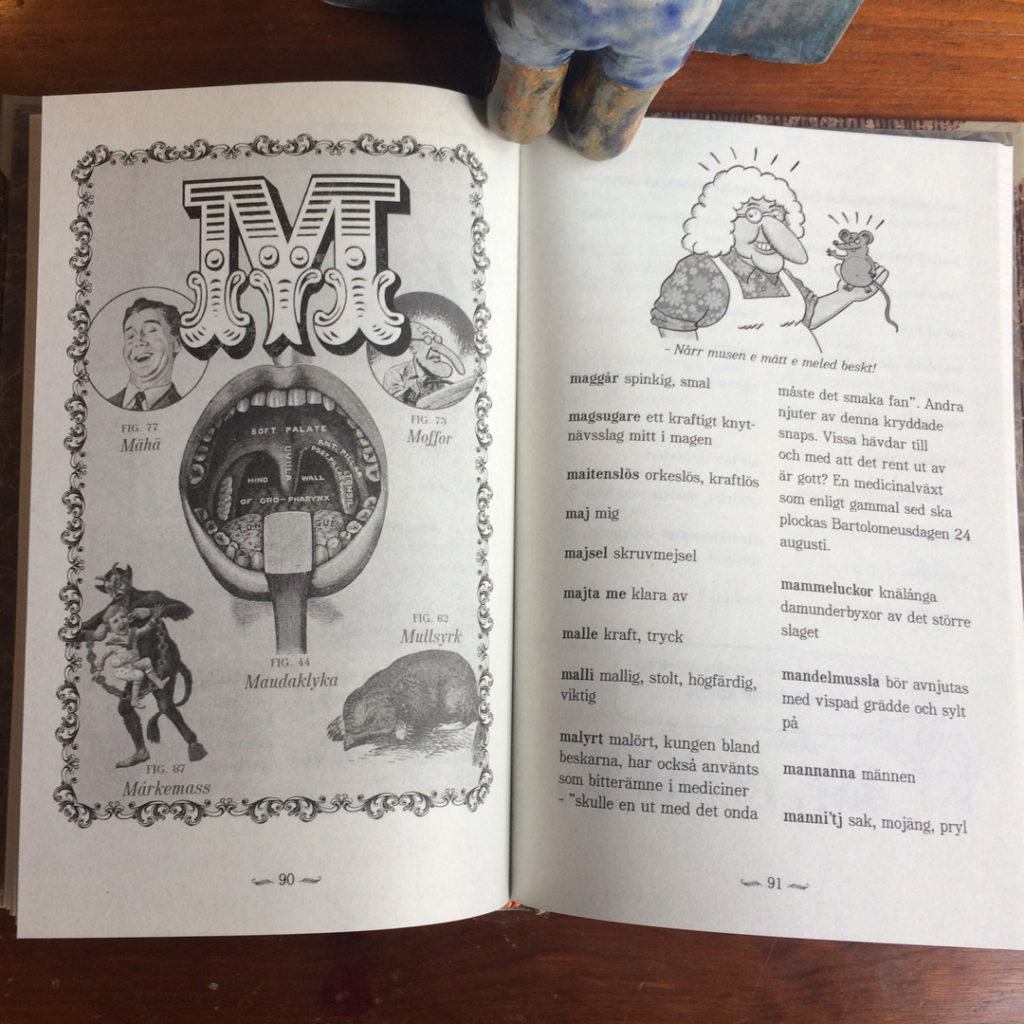 M
FIG. 77
Mähä
FIG. 73
Moffor
SOFT PALATE
ANT. PILLAR
POST. PILLAR
UVULA
TONSIL
HIND WALL
OF ORO-PHARYNX
TONGUE
FIG. 44
Maudaklyka
FIG. 62
Mullsyrk
FIG. 87
Márkemass
90
– Nårr musen e mätt e meled beskt!
maggår spinkig, smal
magsugare ett kraftigt knyt-
nävsslag mitt i magen
maitenslös orkeslös, kraftlös
maj mig
majsel skruvmejsel
majta me klara av
malle kraft, tryck
malli mallig, stolt, högfärdig,
viktig
malyrt malört, kungen bland
beskarna, har också använts
som bitterämne i mediciner
– "skulle en ut med det onda
måste det smaka fan". Andra
njuter av denna kryddade
snaps. Vissa hävdar till
och med att det rent ut av
är gott? En medicinalväxt
som enligt gammal sed ska
plockas Bartolomeusdagen 24
augusti.
mammeluckor knälånga
damunderbyxor av det större
slaget
mandelmussla bör avnjutas
med vispad grädde och sylt
på
mannanna männen
manni'tj sak, mojäng, pryl
91